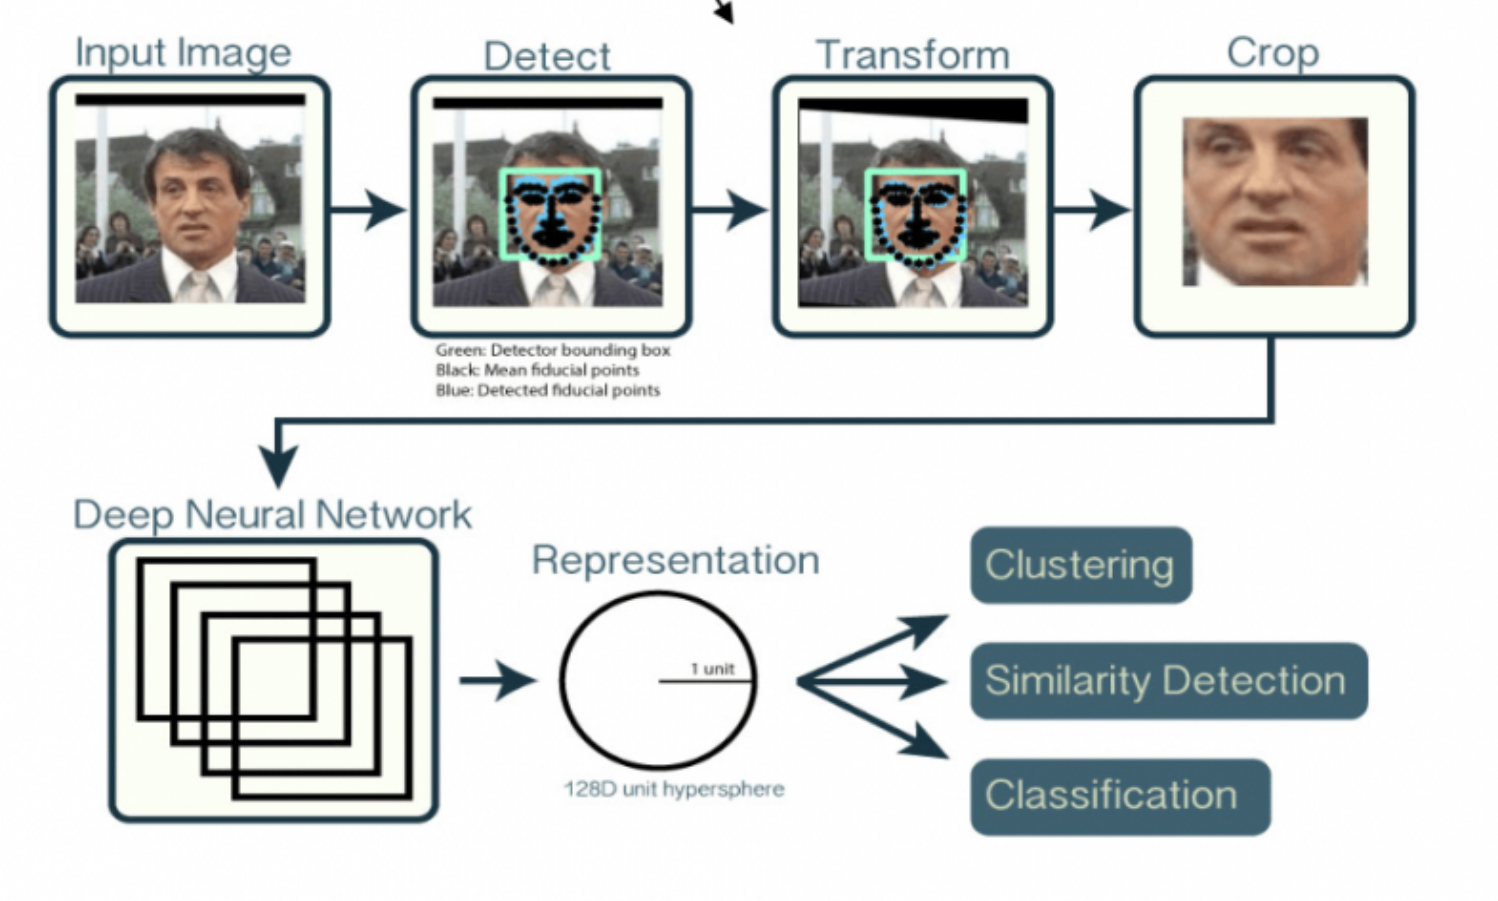 Input Image
Detect
Transform
Crop
Green: Detector bounding box
Black: Mean fiducial points
Blue: Detected fiducial points
Deep Neural Network
Representation
1 unit
128D unit hypersphere
Clustering
Similarity Detection
Classification